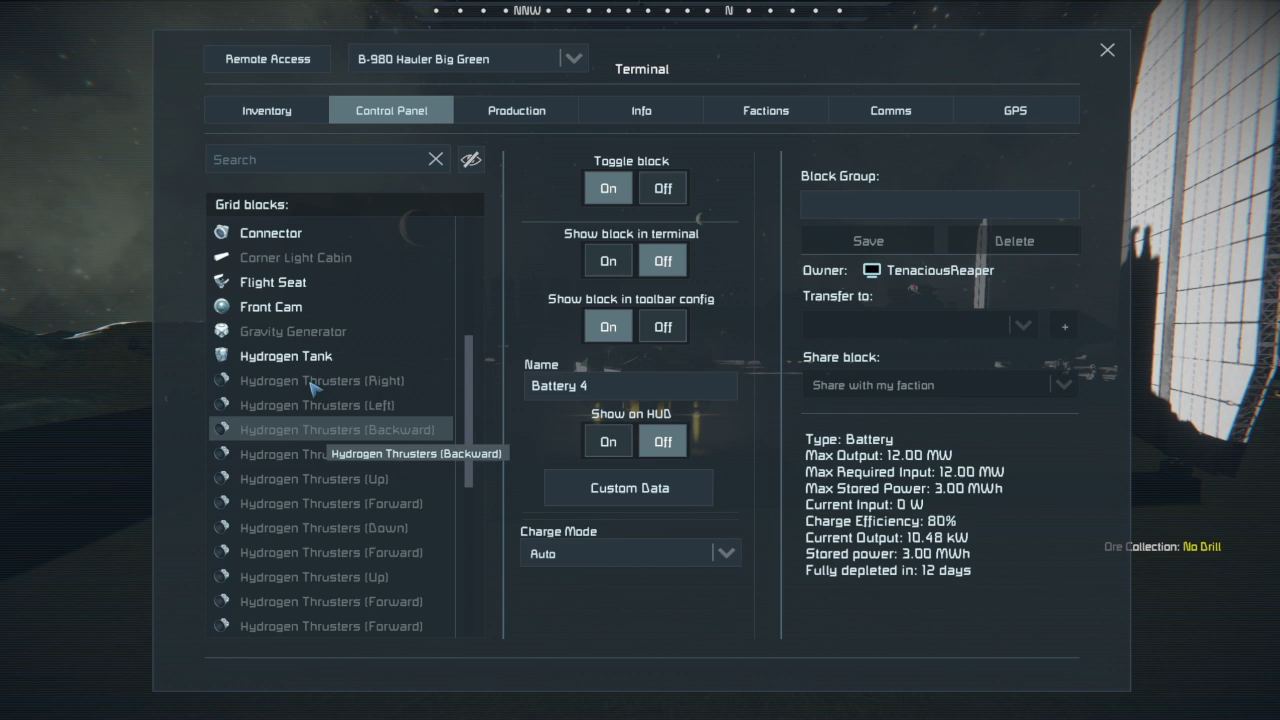 NNW N
Remote Access B-980 Hauler Big Green
Terminal
Inventory Control Panel Production Info Factions Comms GPS
Search
Grid blocks:
Connector
Corner Light Cabin
Flight Seat
Front Cam
Gravity Generator
Hydrogen Tank
Hydrogen Thrusters (Right)
Hydrogen Thrusters (Left)
Hydrogen Thrusters (Backward)
Hydrogen Thrusters (Backward)
Hydrogen Thrusters (Up)
Hydrogen Thrusters (Forward)
Hydrogen Thrusters (Down)
Hydrogen Thrusters (Forward)
Hydrogen Thrusters (Up)
Hydrogen Thrusters (Forward)
Hydrogen Thrusters (Forward)
Toggle block
On Off
Show block in terminal
On Off
Show block in toolbar config
On Off
Name
Battery 4
Show on HUD
On Off
Custom Data
Charge Mode
Auto
Block Group:
Save Delete
Owner: TenaciousReaper
Transfer to:
+
Share block:
Share with my faction
Type: Battery
Max Output: 12.00 MW
Max Required Input: 12.00 MW
Max Stored Power: 3.00 MWh
Current Input: 0 W
Charge Efficiency: 80%
Current Output: 10.48 kW
Stored power: 3.00 MWh
Fully depleted in: 12 days
Ore Collection: No Drill